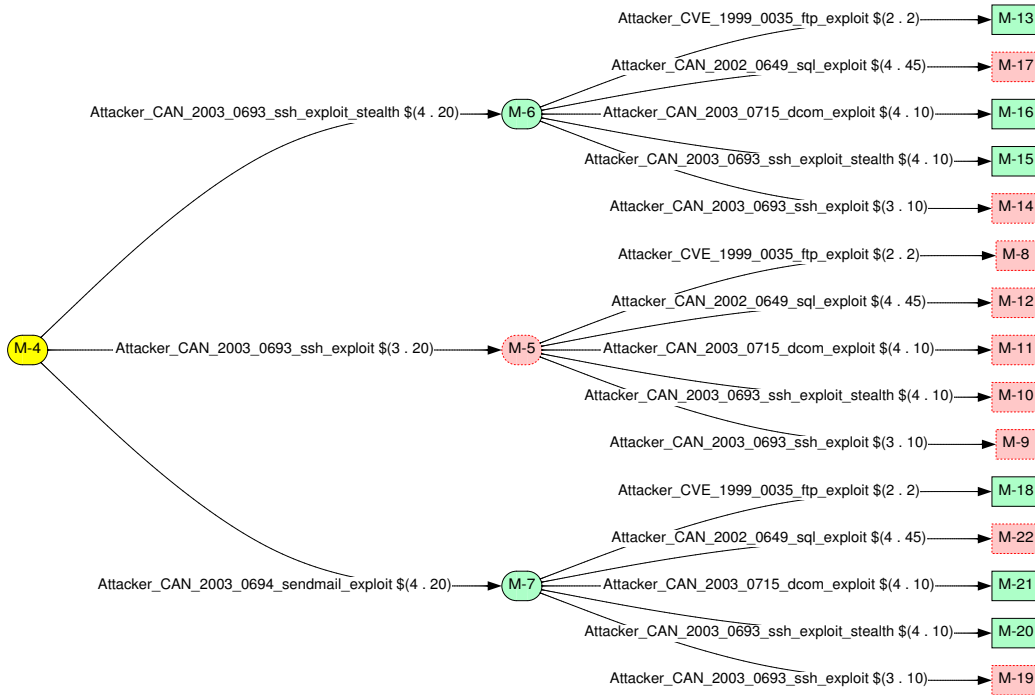 Attacker_CVE_1999_0035_ftp_exploit $(2 . 2)
M-13
Attacker_CAN_2002_0649_sql_exploit $(4 . 45)
M-17
Attacker_CAN_2003_0693_ssh_exploit_stealth $(4 . 20)
M-6
Attacker_CAN_2003_0715_dcom_exploit $(4 . 10)
M-16
Attacker_CAN_2003_0693_ssh_exploit_stealth $(4 . 10)
M-15
Attacker_CAN_2003_0693_ssh_exploit $(3 . 10)
M-14
Attacker_CVE_1999_0035_ftp_exploit $(2 . 2)
M-8
Attacker_CAN_2002_0649_sql_exploit $(4 . 45)
M-12
M-4
Attacker_CAN_2003_0693_ssh_exploit $(3 . 20)
M-5
Attacker_CAN_2003_0715_dcom_exploit $(4 . 10)
M-11
Attacker_CAN_2003_0693_ssh_exploit_stealth $(4 . 10)
M-10
Attacker_CAN_2003_0693_ssh_exploit $(3 . 10)
M-9
Attacker_CVE_1999_0035_ftp_exploit $(2 . 2)
M-18
Attacker_CAN_2002_0649_sql_exploit $(4 . 45)
M-22
Attacker_CAN_2003_0694_sendmail_exploit $(4 . 20)
M-7
Attacker_CAN_2003_0715_dcom_exploit $(4 . 10)
M-21
Attacker_CAN_2003_0693_ssh_exploit_stealth $(4 . 10)
M-20
Attacker_CAN_2003_0693_ssh_exploit $(3 . 10)
M-19